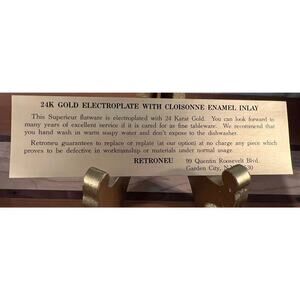 24K GOLD ELECTROPLATE WITH CLOISONNE ENAMEL INLAY
This Superieur flatware is electroplated with 24 Karat Gold. You can look forward to
many years of excellent service if it is cared for as fine tableware. We recommend that
you hand wash in warm soapy water and don't expose to the dishwasher.
Retroneu guarantees to replace or replate (at our option) at no charge any piece which
proves to be defective in workmanship or materials under normal usage.
RETRONEU 99 Quentin Roosevelt Blvd.
Garden City,